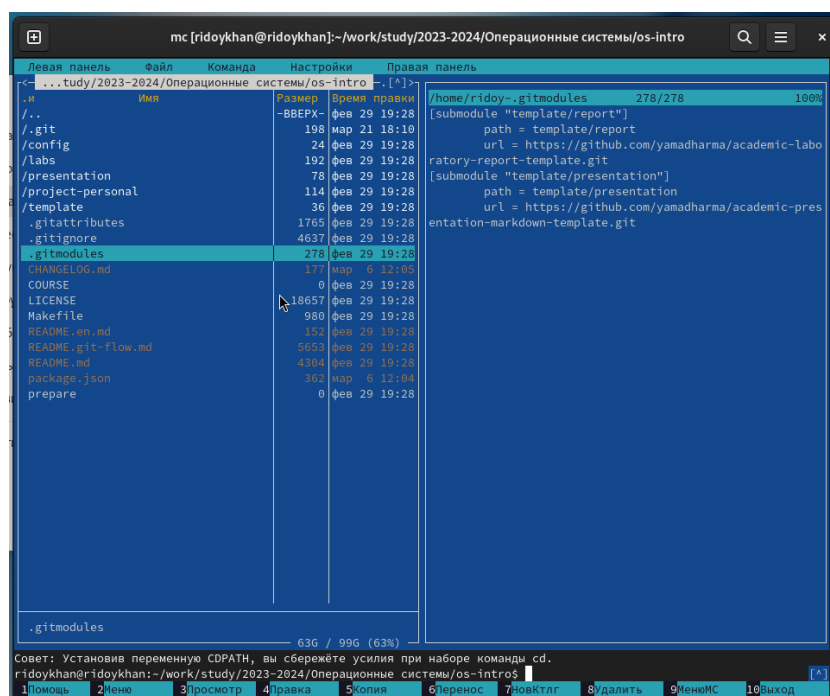 mc [ridoykhan@ridoykhan]:~/work/study/2023-2024/Операционные системы/os-intro
Левая панель Файл Команда Настройки Правая панель
<− ...tudy/2023-2024/Операционные системы/os-intro −.[^]>
.и Имя Размер Время правки
/.. -ВВЕРХ- фев 29 19:28
/.git 198 мар 21 18:10
/config 24 фев 29 19:28
/labs 192 фев 29 19:28
/presentation 78 фев 29 19:28
/project-personal 114 фев 29 19:28
/template 36 фев 29 19:28
.gitattributes 1765 фев 29 19:28
.gitignore 4637 фев 29 19:28
.gitmodules 278 фев 29 19:28
CHANGELOG.md 177 мар 6 12:05
COURSE 0 фев 29 19:28
LICENSE 18657 фев 29 19:28
Makefile 980 фев 29 19:28
README.en.md 152 фев 29 19:28
README.git-flow.md 5653 фев 29 19:28
README.md 4304 фев 29 19:28
package.json 362 мар 6 12:04
prepare 0 фев 29 19:28
.gitmodules
63G / 99G (63%)
/home/ridoy~.gitmodules 278/278 100%
[submodule "template/report"]
path = template/report
url = https://github.com/yamadharma/academic-labo
ratory-report-template.git
[submodule "template/presentation"]
path = template/presentation
url = https://github.com/yamadharma/academic-pres
entation-markdown-template.git
Совет: Установив переменную CDPATH, вы сбережёте усилия при наборе команды cd.
ridoykhan@ridoykhan:~/work/study/2023-2024/Операционные системы/os-intro$ [^]
1Помощь 2Меню 3Просмотр 4Правка 5Копия 6Перенос 7НовКтлг 8Удалить 9МенюMC 10Выход